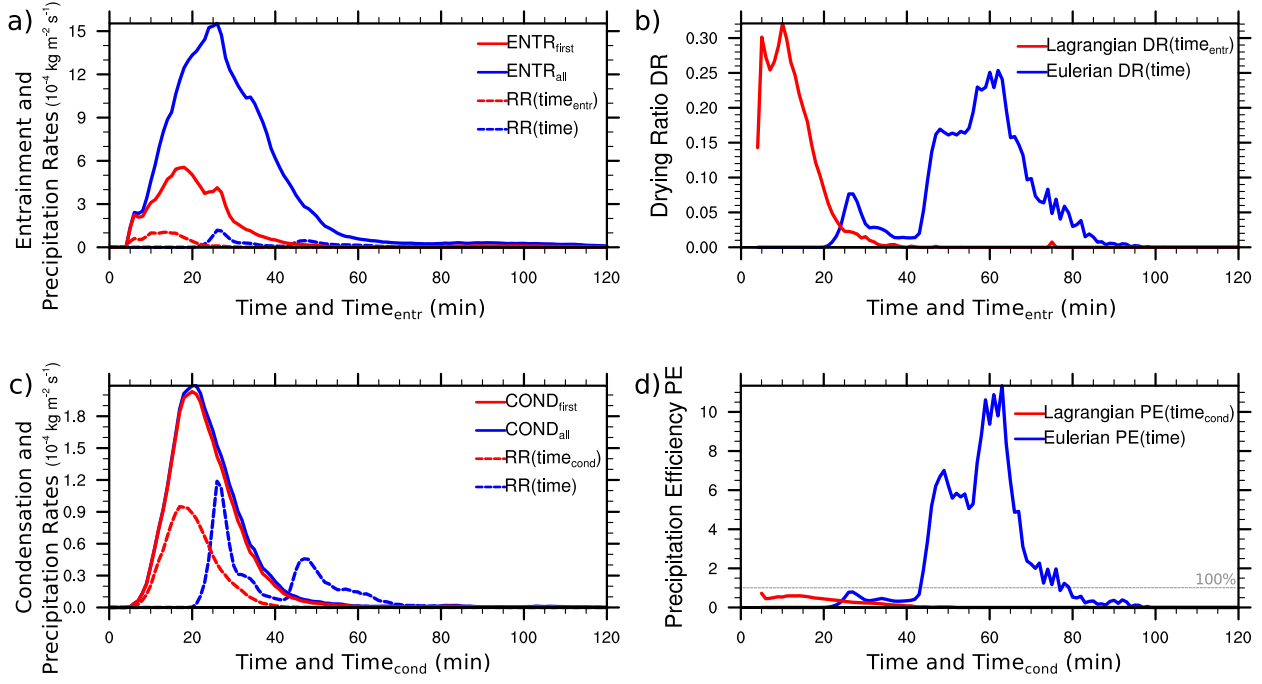 a)
Entrainment and
Precipitation Rates (10⁻⁴ kg m⁻² s⁻¹)
15
12
9
6
3
0
ENTR_first
ENTR_all
RR(time_entr)
RR(time)
0 20 40 60 80 100 120
Time and Time_entr (min)
b)
Drying Ratio DR
0.30
0.25
0.20
0.15
0.10
0.05
0.00
Lagrangian DR(time_entr)
Eulerian DR(time)
0 20 40 60 80 100 120
Time and Time_entr (min)
c)
Condensation and
Precipitation Rates (10⁻⁴ kg m⁻² s⁻¹)
1.8
1.5
1.2
0.9
0.6
0.3
0.0
COND_first
COND_all
RR(time_cond)
RR(time)
0 20 40 60 80 100 120
Time and Time_cond (min)
d)
Precipitation Efficiency PE
10
8
6
4
2
0
Lagrangian PE(time_cond)
Eulerian PE(time)
100%
0 20 40 60 80 100 120
Time and Time_cond (min)